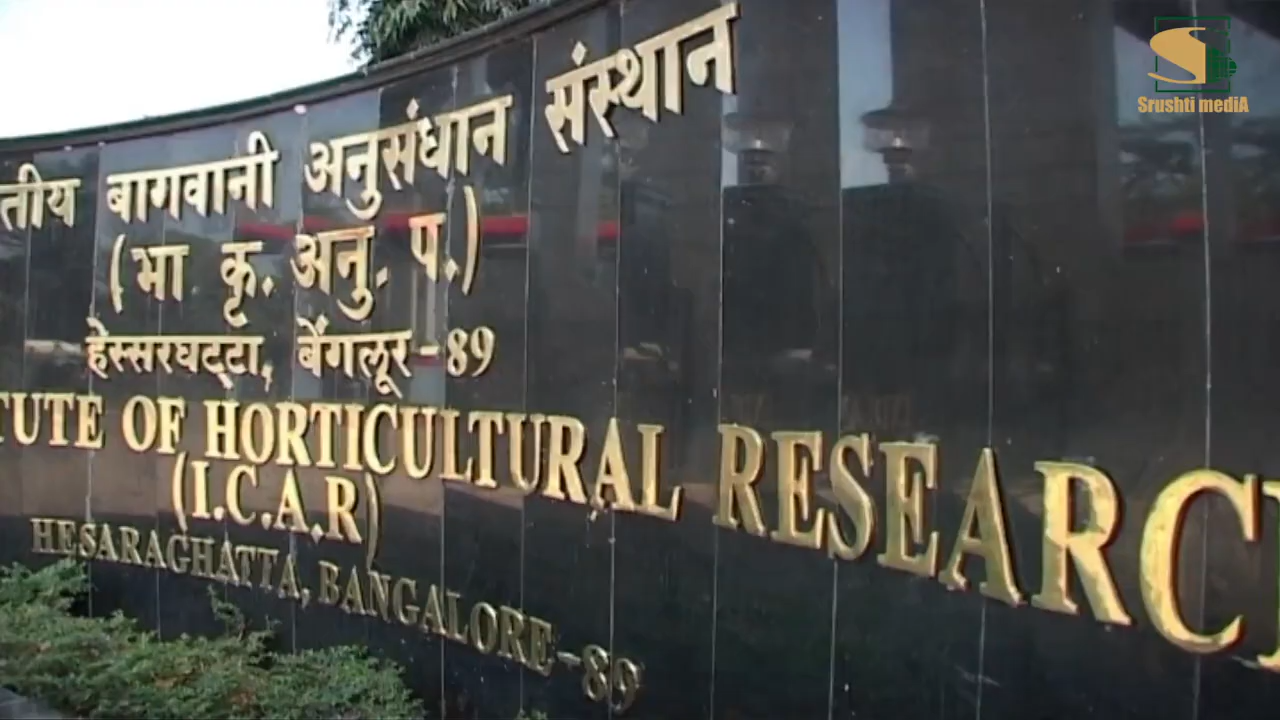 तीय बागवानी अनुसंधान संस्थान
(भा कृ. अनु. प.)
हेस्सरघट्टा, बेंगलूर-89
TUTE OF HORTICULTURAL RESEARC
(I.C.A.R)
HESARAGHATTA, BANGALORE-89
Srushti mediA